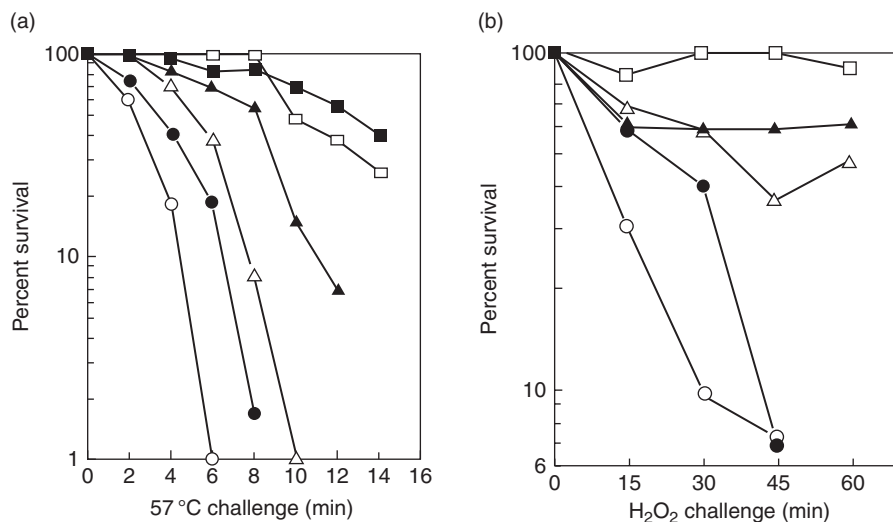 (a)
100
10
1
Percent survival
0 2 4 6 8 10 12 14 16
57 °C challenge (min)
(b)
100
10
6
Percent survival
0 15 30 45 60
H₂O₂ challenge (min)